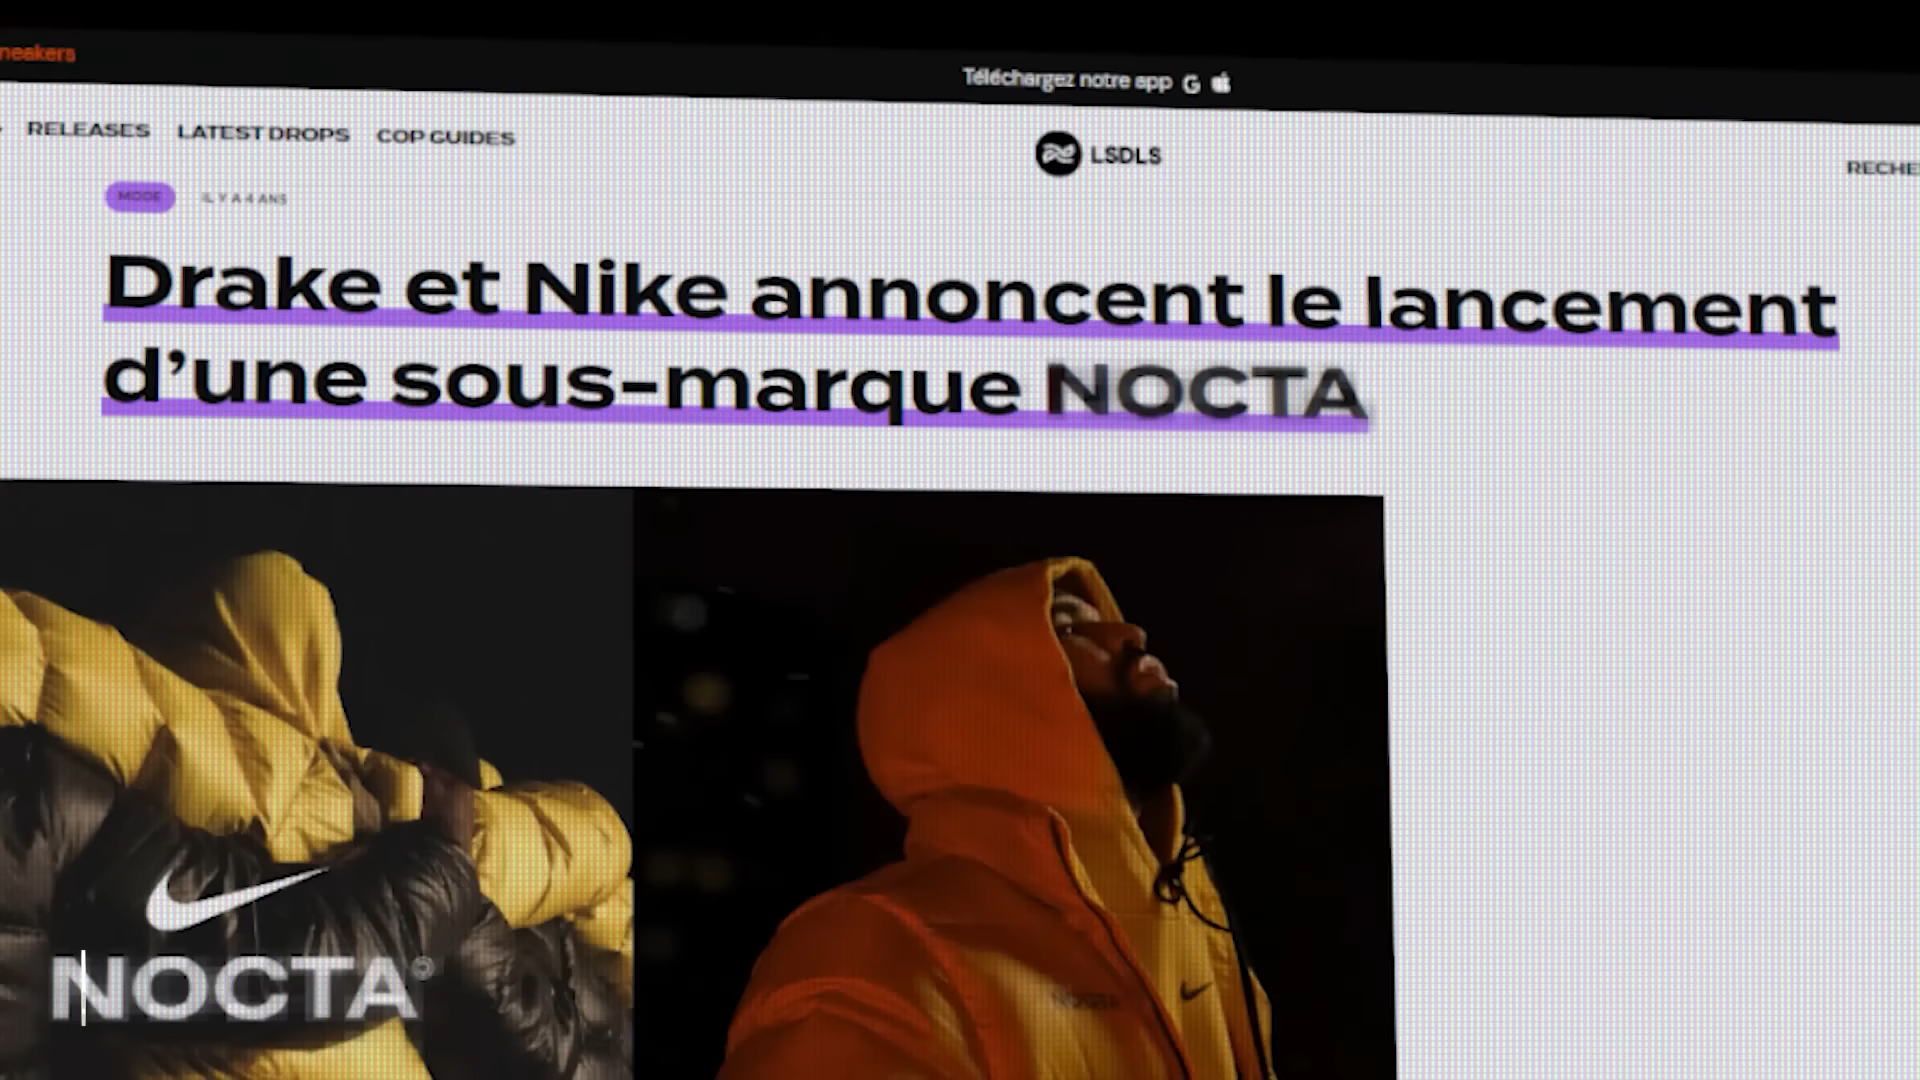 neakers
Téléchargez notre app
RELEASES LATEST DROPS COP GUIDES
LSDLS
RECHE
MODE IL Y A 4 ANS
Drake et Nike annoncent le lancement
d’une sous-marque NOCTA
NOCTA
NOCTA